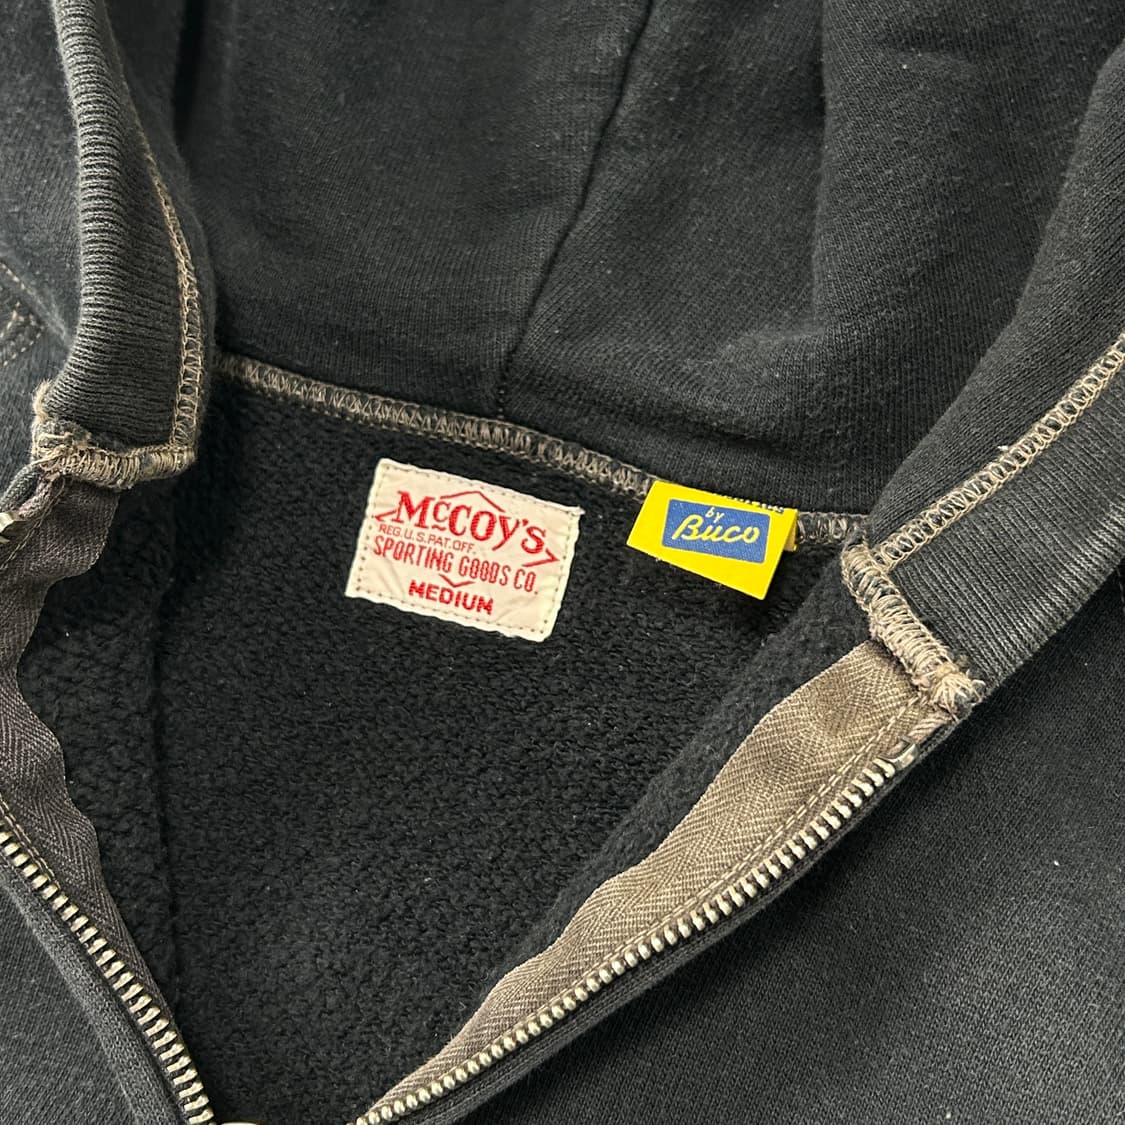 McCOY'S
REG.U.S.PAT.OFF.
SPORTING GOODS CO.
MEDIUM
by
Buco